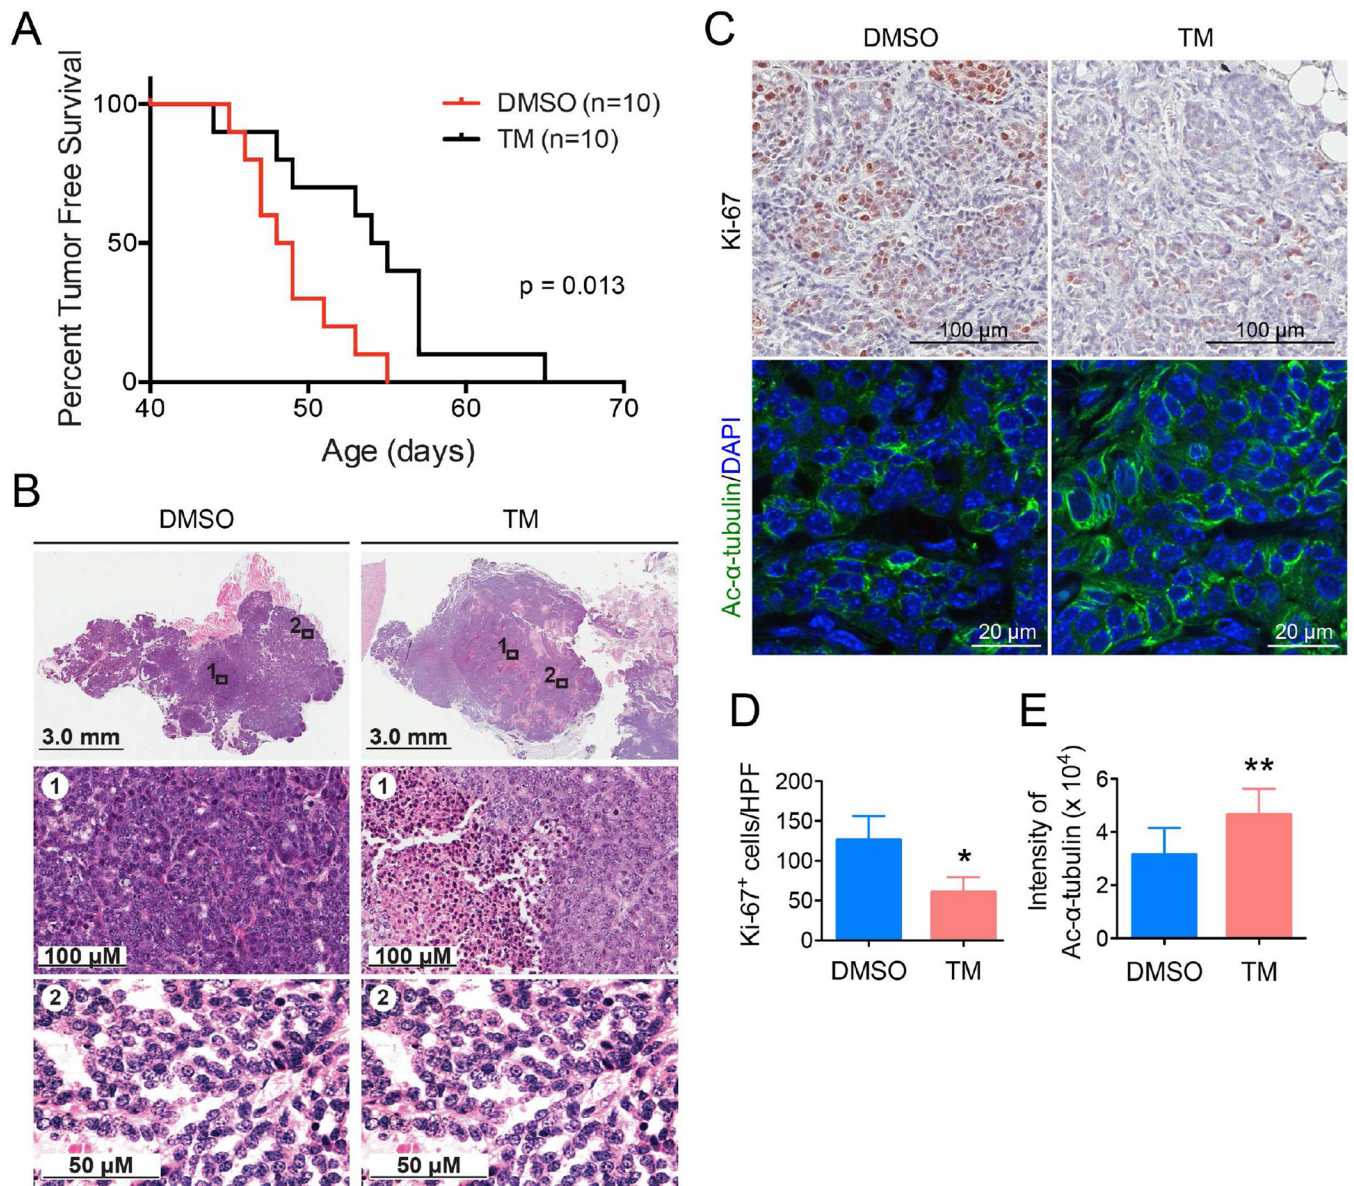 A
Percent Tumor Free Survival
100
50
0
40
50
60
70
Age (days)
DMSO (n=10)
TM (n=10)
p = 0.013
B
DMSO
TM
1
2
3.0 mm
1
2
3.0 mm
1
100 µM
1
100 µM
2
50 µM
2
50 µM
C
DMSO
TM
Ki-67
100 µm
100 µm
Ac-α-tubulin/DAPI
20 µm
20 µm
D
Ki-67⁺ cells/HPF
200
150
100
50
0
*
DMSO
TM
E
Intensity of
Ac-α-tubulin (x 10⁴)
6
4
2
0
**
DMSO
TM